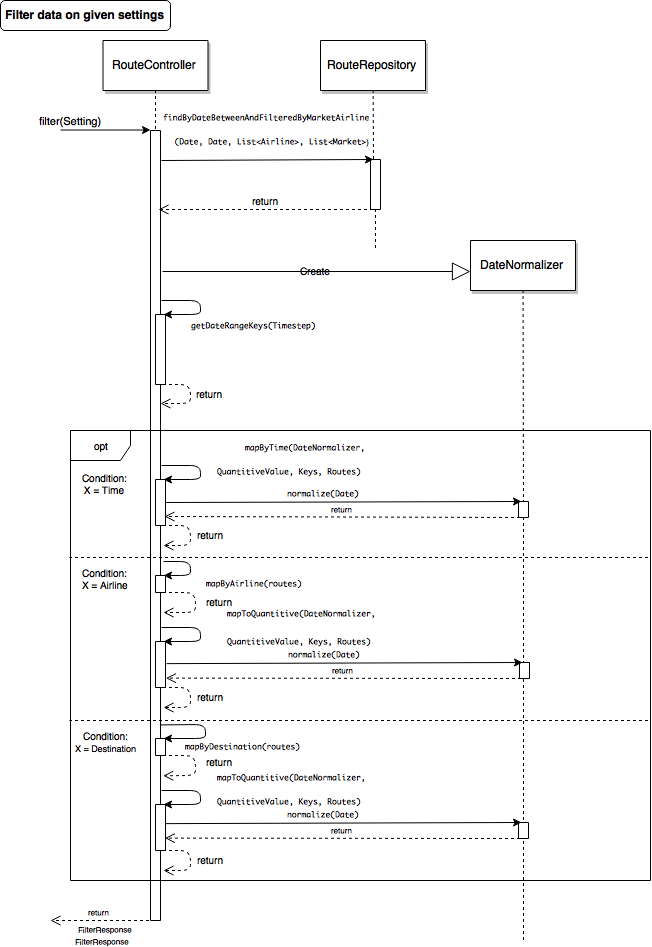 Filter data on given settings
RouteController
RouteRepository
filter(Setting)
findByDateBetweenAndFilteredByMarketAirline
(Date, Date, List<Airline>, List<Market>)
return
Create
DateNormalizer
getDateRangeKeys(Timestep)
return
opt
Condition:
X = Time
mapByTime(DateNormalizer,
QuantitiveValue, Keys, Routes)
normalize(Date)
return
return
Condition:
X = Airline
mapByAirline(routes)
return
mapToQuantitive(DateNormalizer,
QuantitiveValue, Keys, Routes)
normalize(Date)
return
return
Condition:
X = Destination
mapByDestination(routes)
return
mapToQuantitive(DateNormalizer,
QuantitiveValue, Keys, Routes)
normalize(Date)
return
return
return
FilterResponse
FilterResponse